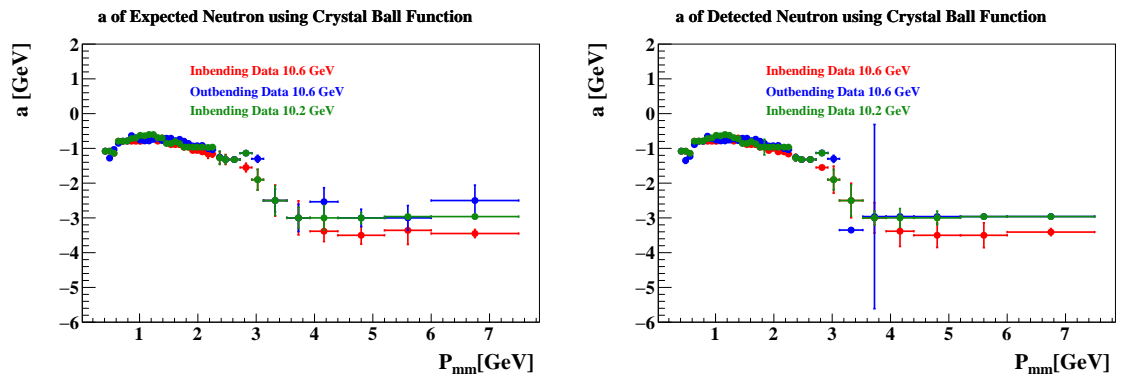 a of Expected Neutron using Crystal Ball Function
a [GeV]
2
1
0
−1
−2
−3
−4
−5
−6
Inbending Data 10.6 GeV
Outbending Data 10.6 GeV
Inbending Data 10.2 GeV
1 2 3 4 5 6 7
P_mm[GeV]
a of Detected Neutron using Crystal Ball Function
a [GeV]
2
1
0
−1
−2
−3
−4
−5
−6
Inbending Data 10.6 GeV
Outbending Data 10.6 GeV
Inbending Data 10.2 GeV
1 2 3 4 5 6 7
P_mm[GeV]